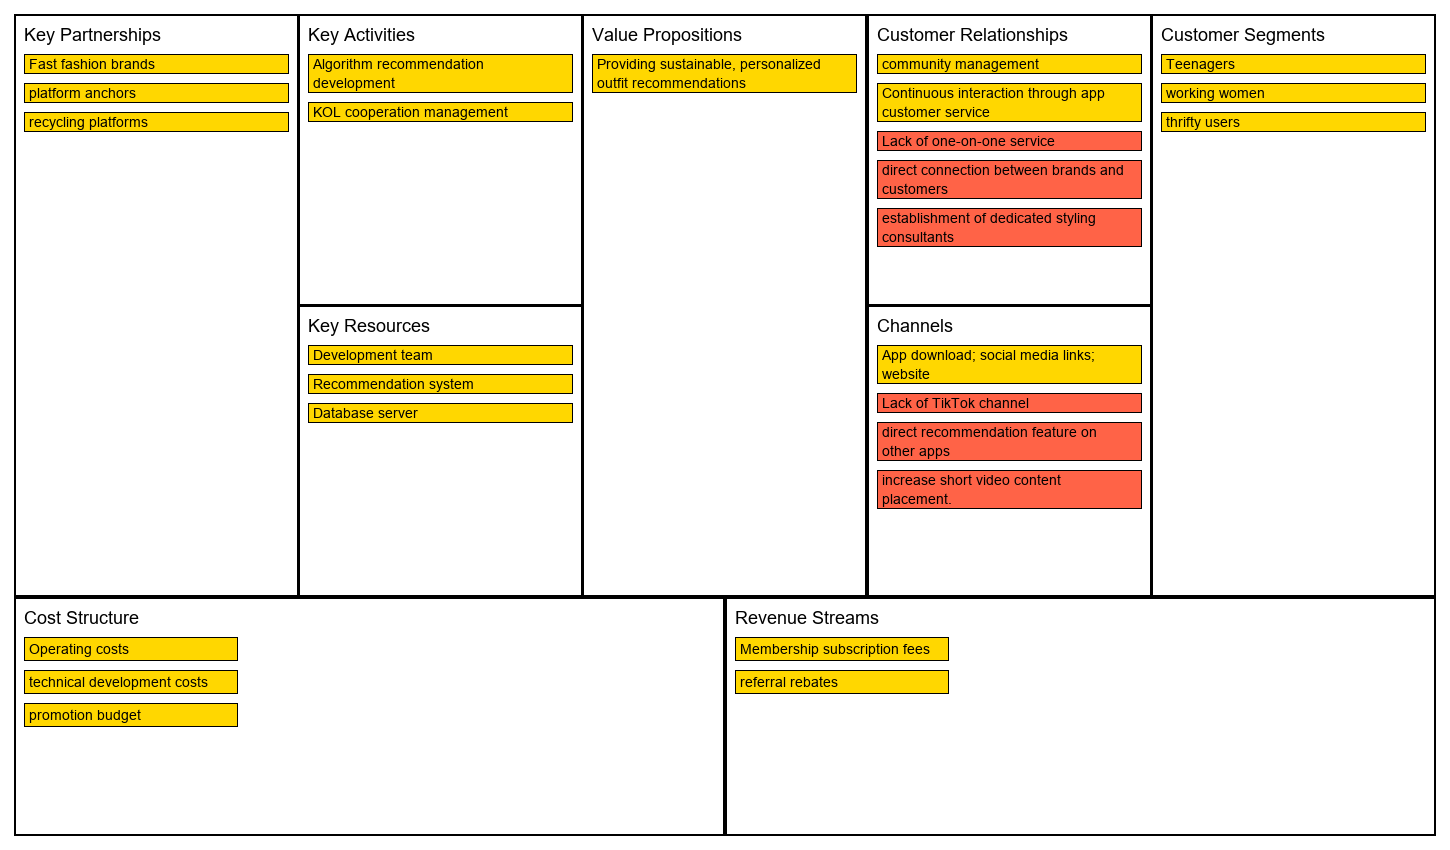 Key Partnerships
Fast fashion brands
platform anchors
recycling platforms
Key Activities
Algorithm recommendation
development
KOL cooperation management
Key Resources
Development team
Recommendation system
Database server
Value Propositions
Providing sustainable, personalized
outfit recommendations
Customer Relationships
community management
Continuous interaction through app
customer service
Lack of one-on-one service
direct connection between brands and
customers
establishment of dedicated styling
consultants
Channels
App download; social media links;
website
Lack of TikTok channel
direct recommendation feature on
other apps
increase short video content
placement.
Customer Segments
Teenagers
working women
thrifty users
Cost Structure
Operating costs
technical development costs
promotion budget
Revenue Streams
Membership subscription fees
referral rebates